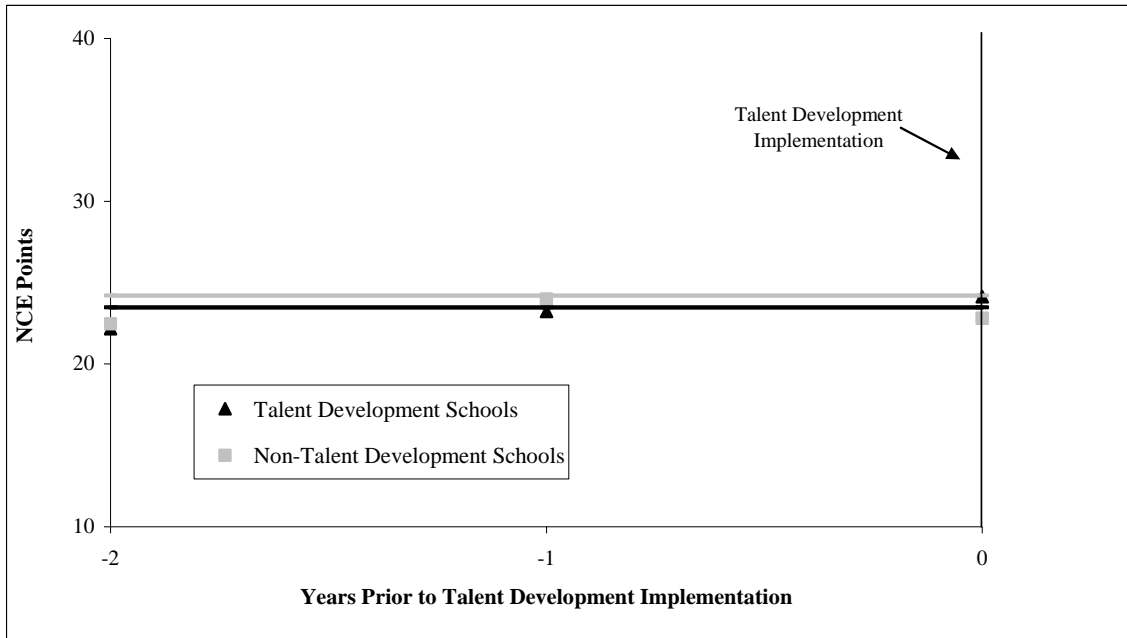 40
Talent Development
Implementation
30
NCE Points
20
Talent Development Schools
Non-Talent Development Schools
10
-2 -1 0
Years Prior to Talent Development Implementation